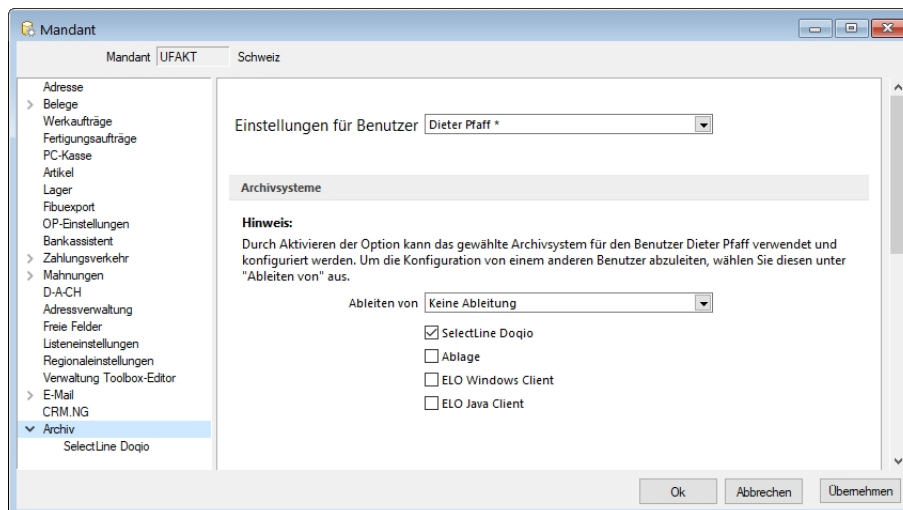 Mandant
Mandant UFAKT Schweiz
Adresse
Belege
Werkaufträge
Fertigungsaufträge
PC-Kasse
Artikel
Lager
Fibuexport
OP-Einstellungen
Bankassistent
Zahlungsverkehr
Mahnungen
D-A-CH
Adressverwaltung
Freie Felder
Listeneinstellungen
Regionaleinstellungen
Verwaltung Toolbox-Editor
E-Mail
CRM.NG
Archiv
SelectLine Doqio
Einstellungen für Benutzer Dieter Pfaff *
Archivsysteme
Hinweis:
Durch Aktivieren der Option kann das gewählte Archivsystem für den Benutzer Dieter Pfaff verwendet und
konfiguriert werden. Um die Konfiguration von einem anderen Benutzer abzuleiten, wählen Sie diesen unter
"Ableiten von" aus.
Ableiten von Keine Ableitung
SelectLine Doqio
Ablage
ELO Windows Client
ELO Java Client
Ok Abbrechen Übernehmen